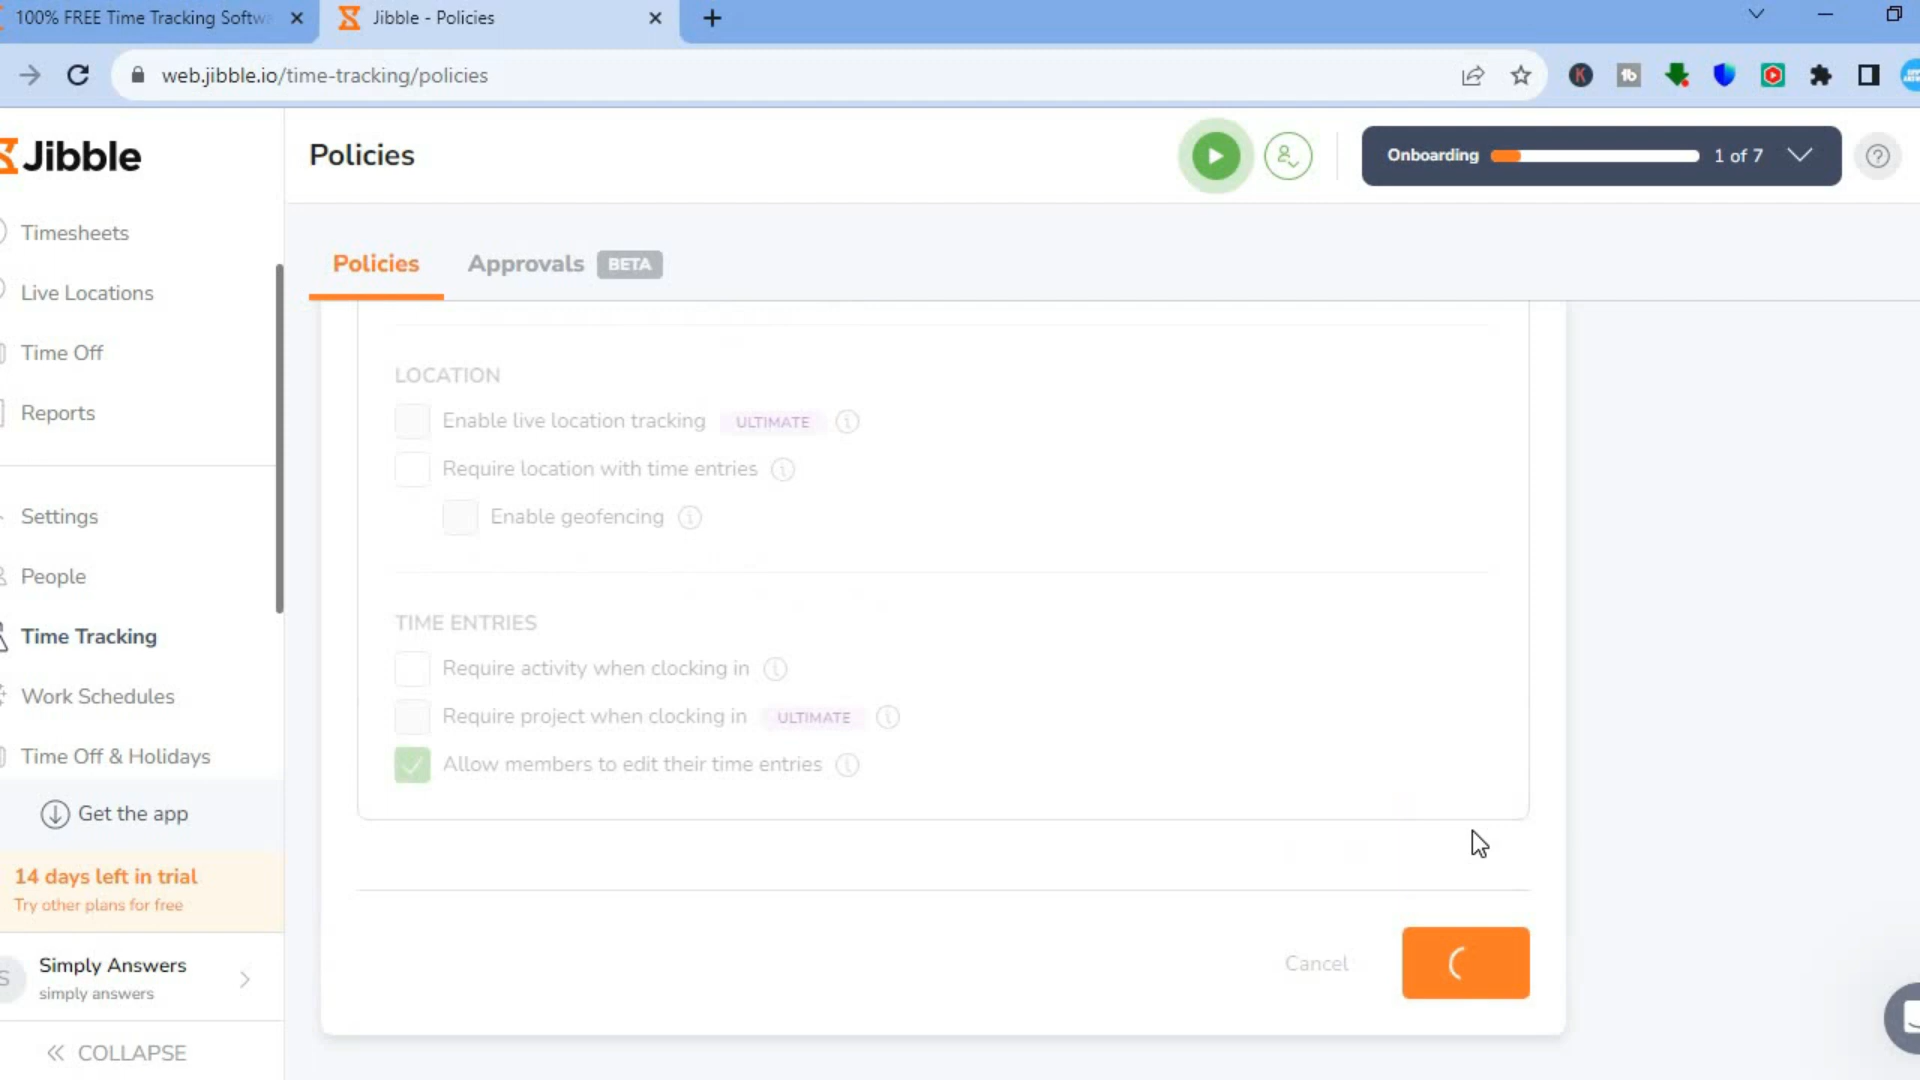 100% FREE Time Tracking Softw
Jibble - Policies
web.jibble.io/time-tracking/policies
Jibble
Policies
Onboarding
1 of 7
Timesheets
Live Locations
Time Off
Reports
Settings
People
Time Tracking
Work Schedules
Time Off & Holidays
Get the app
14 days left in trial
Try other plans for free
Simply Answers
simply answers
COLLAPSE
Policies
Approvals BETA
LOCATION
Enable live location tracking ULTIMATE
Require location with time entries
Enable geofencing
TIME ENTRIES
Require activity when clocking in
Require project when clocking in ULTIMATE
Allow members to edit their time entries
Cancel